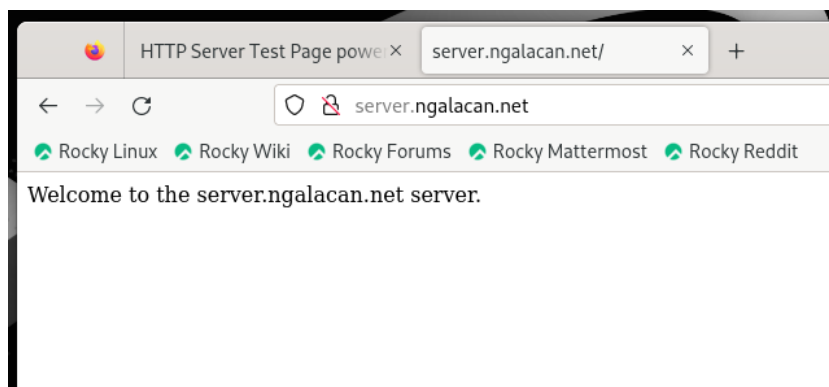 HTTP Server Test Page powe
server.ngalacan.net/
server.ngalacan.net
Rocky Linux Rocky Wiki Rocky Forums Rocky Mattermost Rocky Reddit
Welcome to the server.ngalacan.net server.